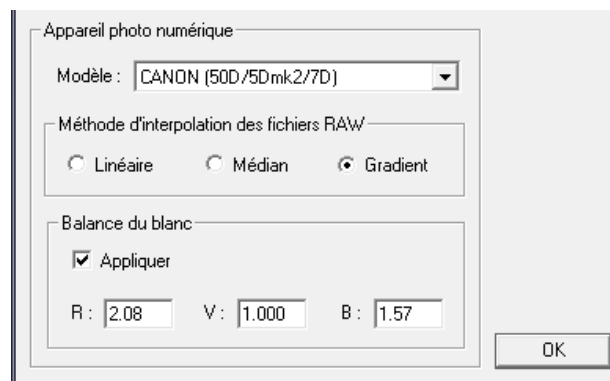 Appareil photo numérique
Modèle : CANON (50D/5Dmk2/7D)
Méthode d'interpolation des fichiers RAW
Linéaire Médian Gradient
Balance du blanc
Appliquer
R : 2.08 V : 1.000 B : 1.57
OK